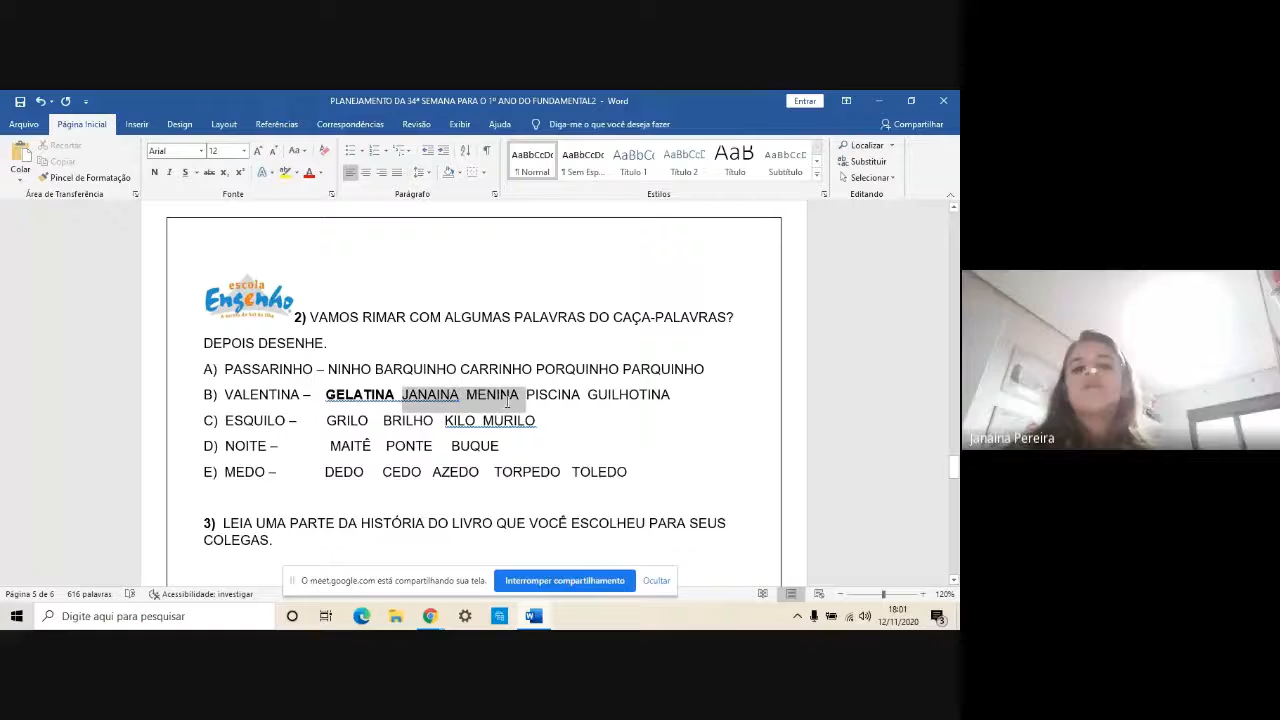 PLANEJAMENTO DA 34ª SEMANA PARA O 1º ANO DO FUNDAMENTAL2 - Word
Entrar
Arquivo Página Inicial Inserir Design Layout Referências Correspondências Revisão Exibir Ajuda Diga-me o que você deseja fazer Compartilhar
Colar
Recortar
Copiar
Pincel de Formatação
Área de Transferência
Arial 12
N I S
Fonte
Parágrafo
AaBbCcDc AaBbCcDc AaBbCc AaBbCcD AaB AaBbCcD
¶ Normal ¶ Sem Esp... Título 1 Título 2 Título Subtítulo
Estilos
Localizar
Substituir
Selecionar
Editando
escola
Engenho
2) VAMOS RIMAR COM ALGUMAS PALAVRAS DO CAÇA-PALAVRAS?
DEPOIS DESENHE.
A) PASSARINHO – NINHO BARQUINHO CARRINHO PORQUINHO PARQUINHO
B) VALENTINA – GELATINA JANAINA MENINA PISCINA GUILHOTINA
C) ESQUILO – GRILO BRILHO KILO MURILO
D) NOITE – MAITÊ PONTE BUQUE
E) MEDO – DEDO CEDO AZEDO TORPEDO TOLEDO
3) LEIA UMA PARTE DA HISTÓRIA DO LIVRO QUE VOCÊ ESCOLHEU PARA SEUS
COLEGAS.
O meet.google.com está compartilhando sua tela. Interromper compartilhamento Ocultar
Página 5 de 6 616 palavras Acessibilidade: investigar 120%
Digite aqui para pesquisar
18:01
12/11/2020
3
Janaina Pereira